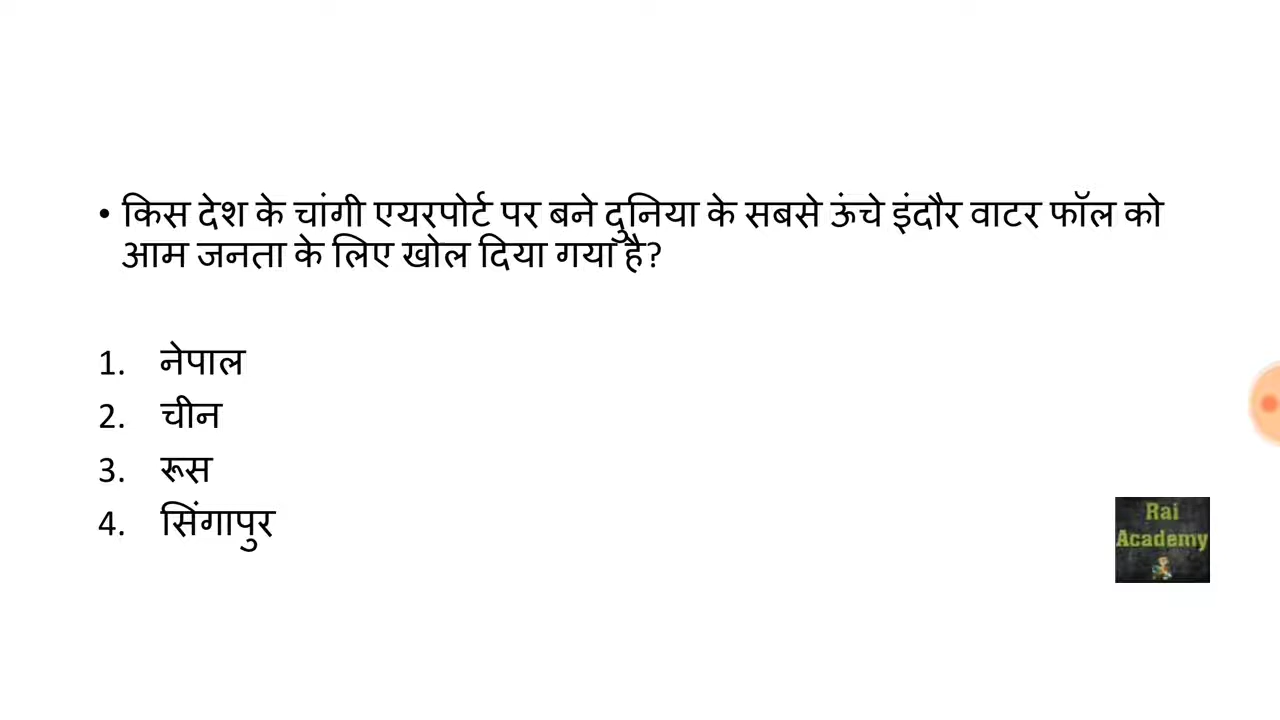 • किस देश के चांगी एयरपोर्ट पर बने दुनिया के सबसे ऊंचे इंदौर वाटर फॉल को
आम जनता के लिए खोल दिया गया है?
1. नेपाल
2. चीन
3. रूस
4. सिंगापुर
Rai
Academy